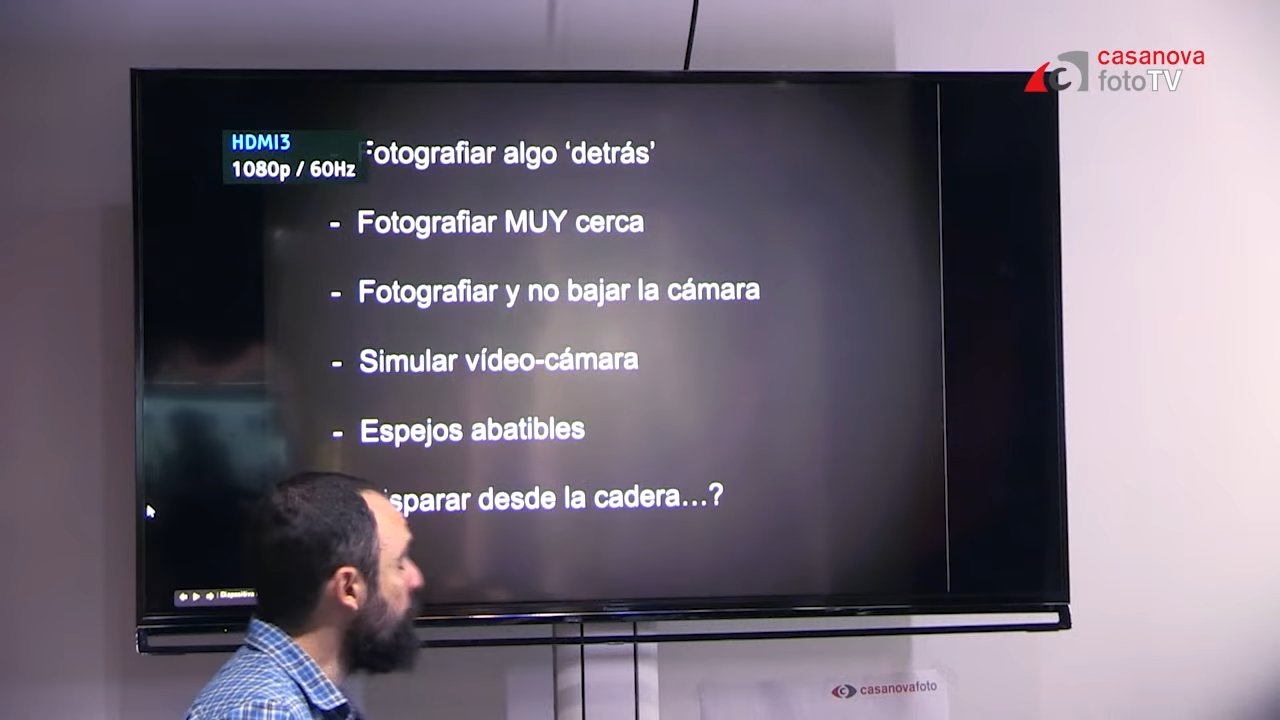 casanova
fotoTV
HDMI3
1080p / 60Hz
Fotografiar algo ‘detrás’
- Fotografiar MUY cerca
- Fotografiar y no bajar la cámara
- Simular vídeo-cámara
- Espejos abatibles
isparar desde la cadera...?
Diapositiva
casanovafoto